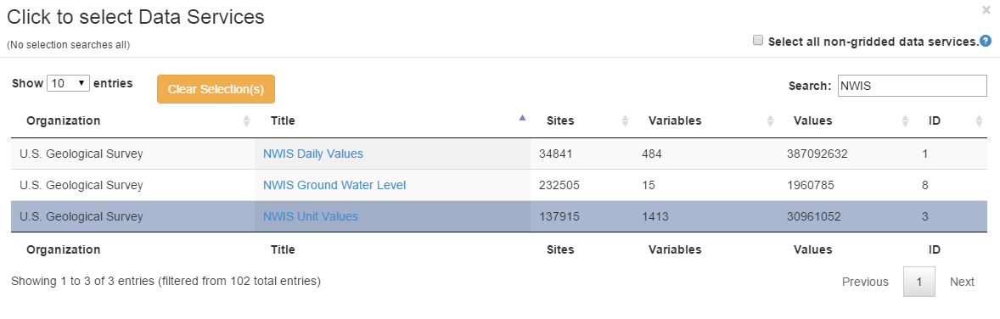 Click to select Data Services
×
(No selection searches all)
Select all non-gridded data services. ?
Show 10 entries Clear Selection(s) Search: NWIS
Organization Title Sites Variables Values ID
U.S. Geological Survey NWIS Daily Values 34841 484 387092632 1
U.S. Geological Survey NWIS Ground Water Level 232505 15 1960785 8
U.S. Geological Survey NWIS Unit Values 137915 1413 30961052 3
Organization Title Sites Variables Values ID
Showing 1 to 3 of 3 entries (filtered from 102 total entries) Previous 1 Next